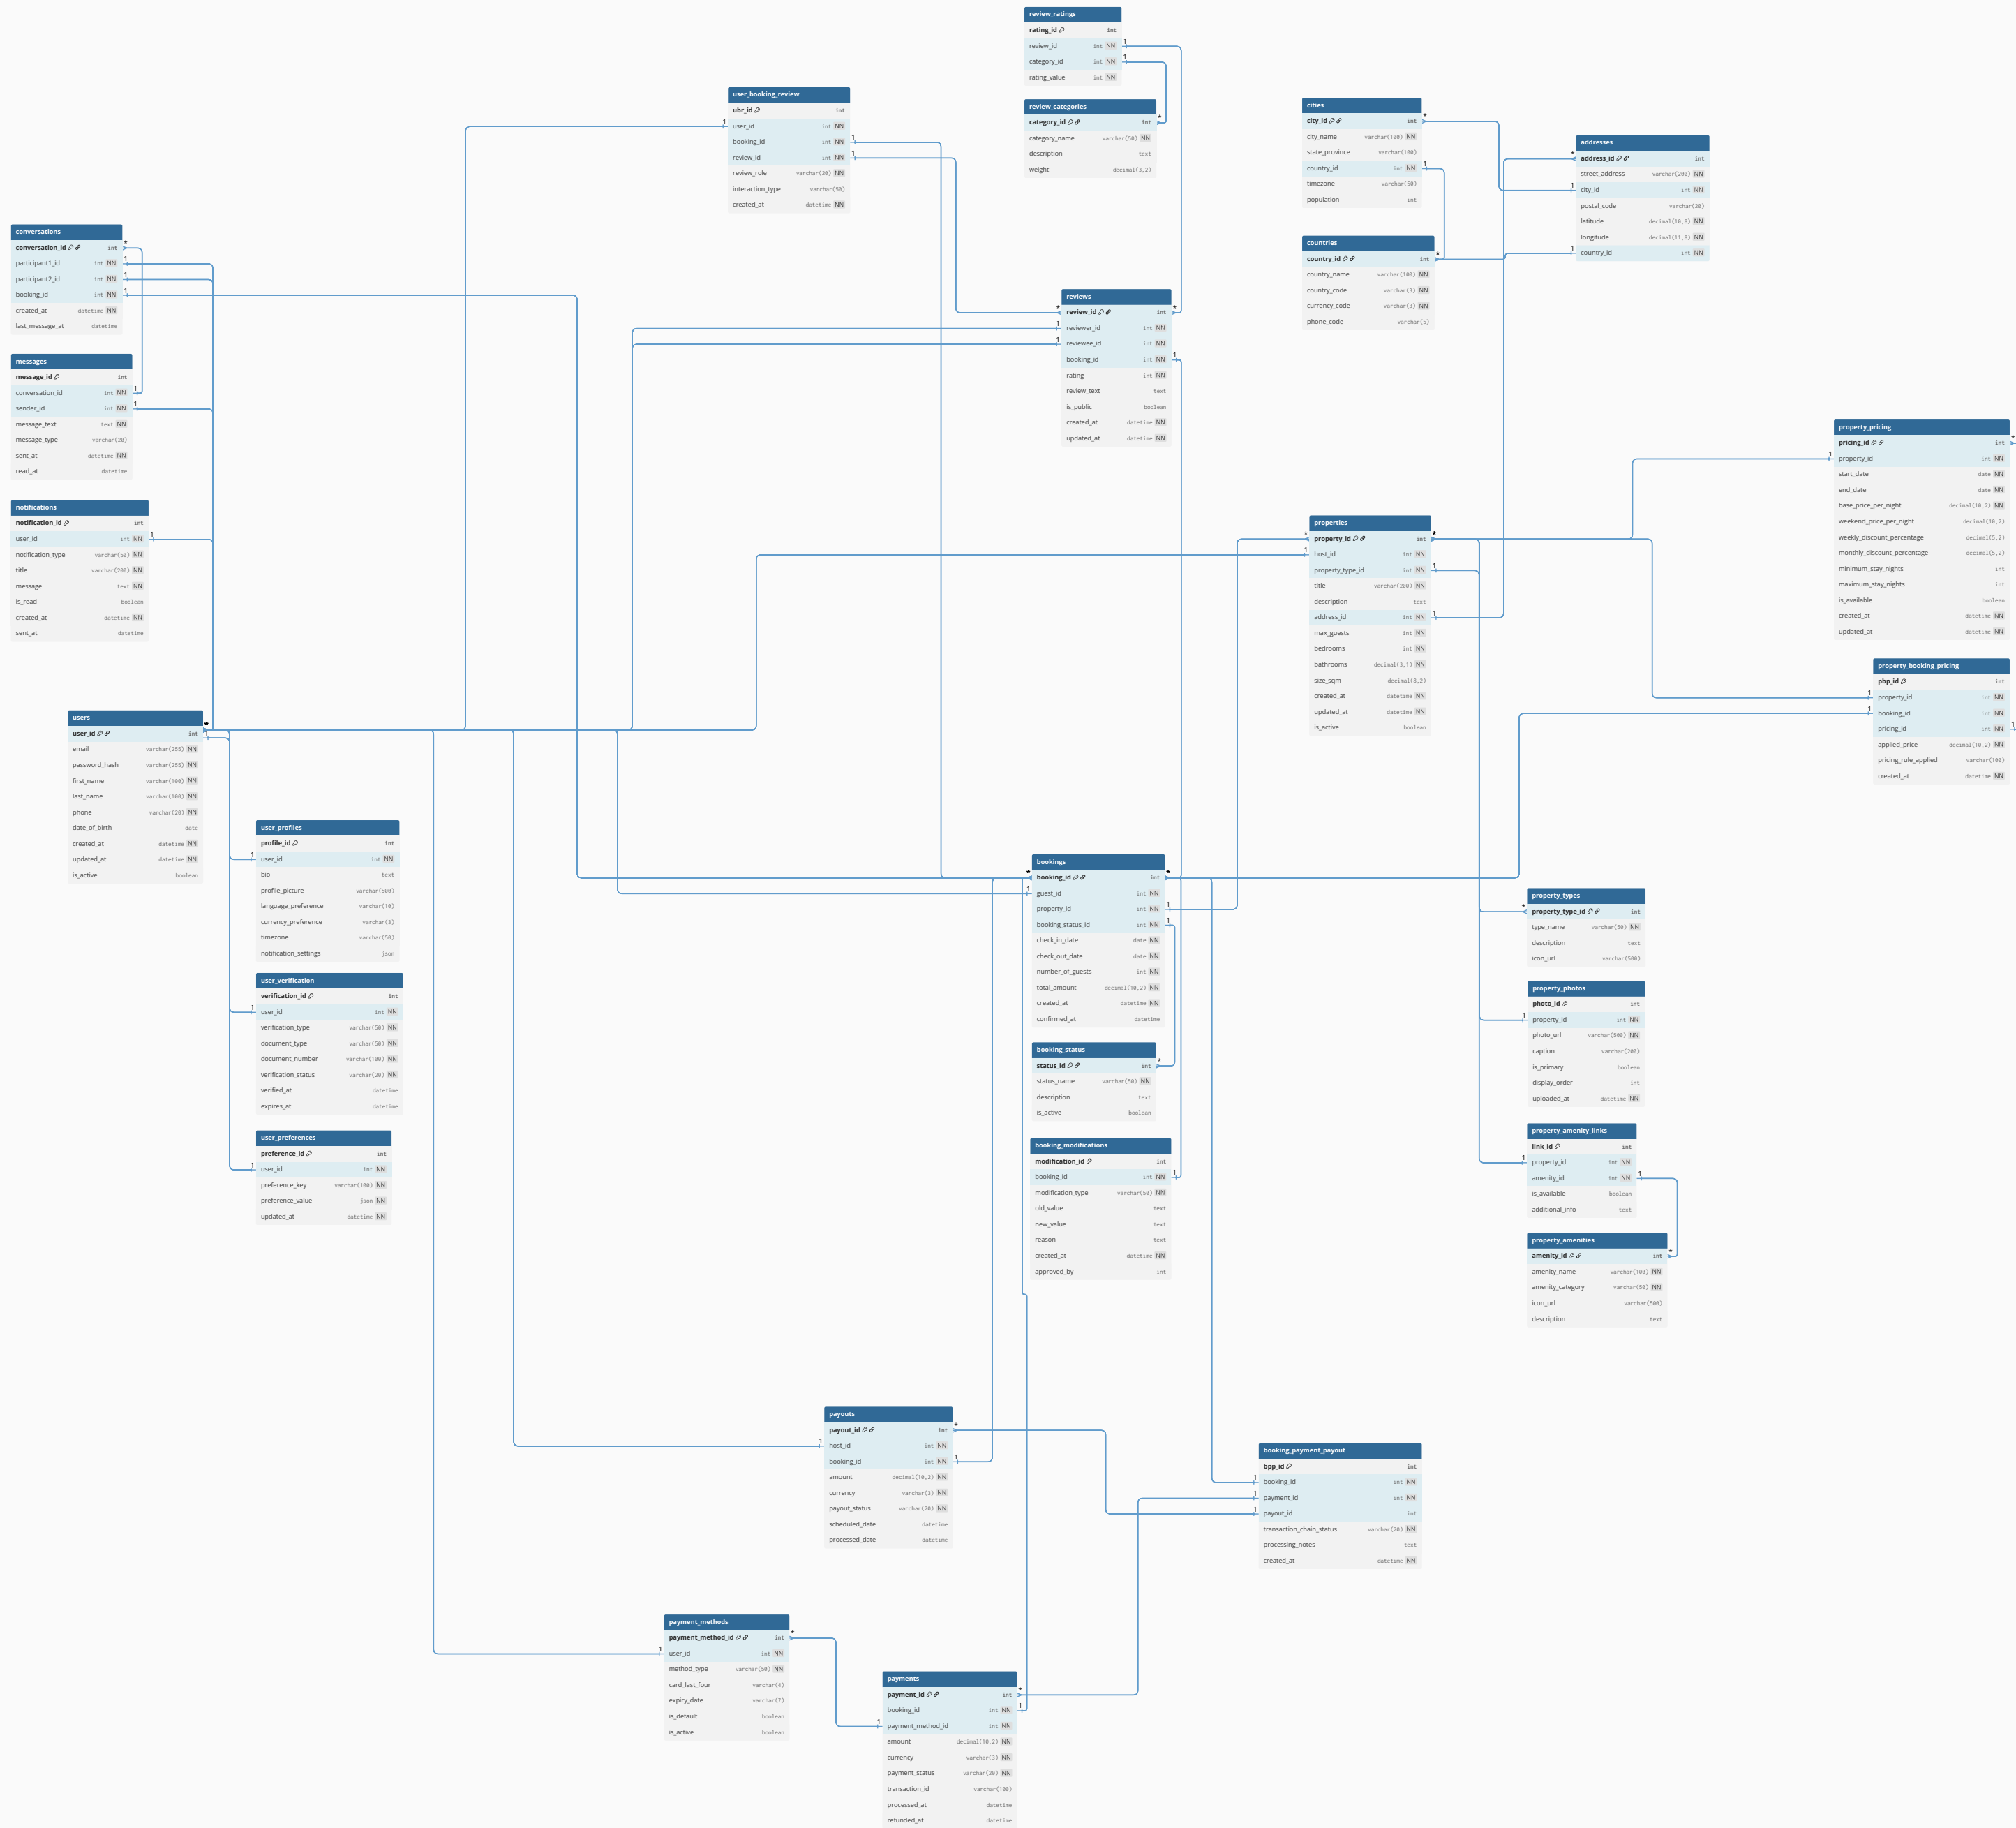 review_ratings
rating_id int
review_id int NN
category_id int NN
rating_value int NN
review_categories
category_id int
category_name varchar(50) NN
description text
weight decimal(3,2)
user_booking_review
ubr_id int
user_id int NN
booking_id int NN
review_id int NN
review_role varchar(20) NN
interaction_type varchar(50)
created_at datetime NN
cities
city_id int
city_name varchar(100) NN
state_province varchar(100)
country_id int NN
timezone varchar(50)
population int
addresses
address_id int
street_address varchar(200) NN
city_id int NN
postal_code varchar(20)
latitude decimal(10,8) NN
longitude decimal(11,8) NN
country_id int NN
countries
country_id int
country_name varchar(100) NN
country_code varchar(3) NN
currency_code varchar(3) NN
phone_code varchar(5)
conversations
conversation_id int
participant1_id int NN
participant2_id int NN
booking_id int NN
created_at datetime NN
last_message_at datetime
reviews
review_id int
reviewer_id int NN
reviewee_id int NN
booking_id int NN
rating int NN
review_text text
is_public boolean
created_at datetime NN
updated_at datetime NN
messages
message_id int
conversation_id int NN
sender_id int NN
message_text text NN
message_type varchar(20)
sent_at datetime NN
read_at datetime
notifications
notification_id int
user_id int NN
notification_type varchar(50) NN
title varchar(200) NN
message text NN
is_read boolean
created_at datetime NN
sent_at datetime
property_pricing
pricing_id int
property_id int NN
start_date date NN
end_date date NN
base_price_per_night decimal(10,2) NN
weekend_price_per_night decimal(10,2)
weekly_discount_percentage decimal(5,2)
monthly_discount_percentage decimal(5,2)
minimum_stay_nights int
maximum_stay_nights int
is_available boolean
created_at datetime NN
updated_at datetime NN
properties
property_id int
host_id int NN
property_type_id int NN
title varchar(200) NN
description text
address_id int NN
max_guests int NN
bedrooms int NN
bathrooms decimal(3,1) NN
size_sqm decimal(8,2)
created_at datetime NN
updated_at datetime NN
is_active boolean
property_booking_pricing
pbp_id int
property_id int NN
booking_id int NN
pricing_id int NN
applied_price decimal(10,2) NN
pricing_rule_applied varchar(100)
created_at datetime NN
users
user_id int
email varchar(255) NN
password_hash varchar(255) NN
first_name varchar(100) NN
last_name varchar(100) NN
phone varchar(20) NN
date_of_birth date
created_at datetime NN
updated_at datetime NN
is_active boolean
user_profiles
profile_id int
user_id int NN
bio text
profile_picture varchar(500)
language_preference varchar(10)
currency_preference varchar(3)
timezone varchar(50)
notification_settings json
user_verification
verification_id int
user_id int NN
verification_type varchar(50) NN
document_type varchar(50) NN
document_number varchar(100) NN
verification_status varchar(20) NN
verified_at datetime
expires_at datetime
user_preferences
preference_id int
user_id int NN
preference_key varchar(100) NN
preference_value json NN
updated_at datetime NN
bookings
booking_id int
guest_id int NN
property_id int NN
booking_status_id int NN
check_in_date date NN
check_out_date date NN
number_of_guests int NN
total_amount decimal(10,2) NN
created_at datetime NN
confirmed_at datetime
booking_status
status_id int
status_name varchar(50) NN
description text
is_active boolean
booking_modifications
modification_id int
booking_id int NN
modification_type varchar(50) NN
old_value text
new_value text
reason text
created_at datetime NN
approved_by int
property_types
property_type_id int
type_name varchar(50) NN
description text
icon_url varchar(500)
property_photos
photo_id int
property_id int NN
photo_url varchar(500) NN
caption varchar(200)
is_primary boolean
display_order int
uploaded_at datetime NN
property_amenity_links
link_id int
property_id int NN
amenity_id int NN
is_available boolean
additional_info text
property_amenities
amenity_id int
amenity_name varchar(100) NN
amenity_category varchar(50) NN
icon_url varchar(500)
description text
payouts
payout_id int
host_id int NN
booking_id int NN
amount decimal(10,2) NN
currency varchar(3) NN
payout_status varchar(20) NN
scheduled_date datetime
processed_date datetime
booking_payment_payout
bpp_id int
booking_id int NN
payment_id int NN
payout_id int
transaction_chain_status varchar(20) NN
processing_notes text
created_at datetime NN
payment_methods
payment_method_id int
user_id int NN
method_type varchar(50) NN
card_last_four varchar(4)
expiry_date varchar(7)
is_default boolean
is_active boolean
payments
payment_id int
booking_id int NN
payment_method_id int NN
amount decimal(10,2) NN
currency varchar(3) NN
payment_status varchar(20) NN
transaction_id varchar(100)
processed_at datetime
refunded_at datetime